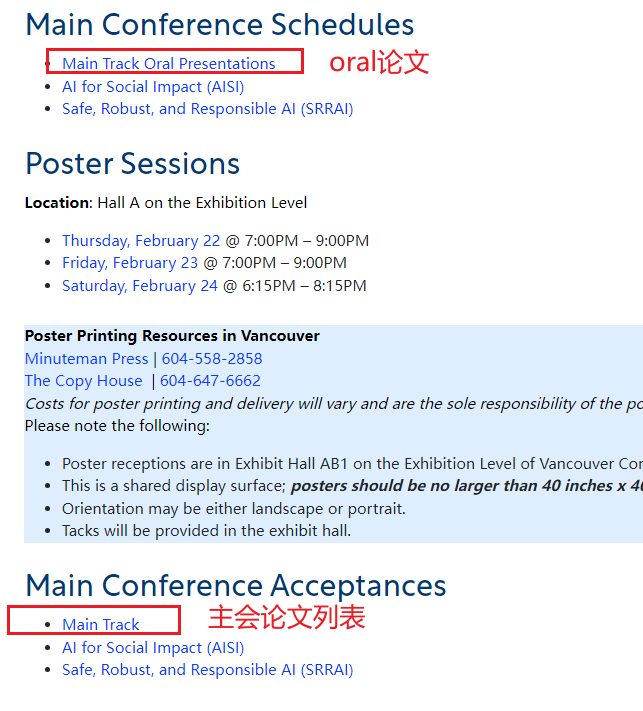 Main Conference Schedules
Main Track Oral Presentations oral论文
AI for Social Impact (AISI)
Safe, Robust, and Responsible AI (SRRAI)
Poster Sessions
Location: Hall A on the Exhibition Level
Thursday, February 22 @ 7:00PM – 9:00PM
Friday, February 23 @ 7:00PM – 9:00PM
Saturday, February 24 @ 6:15PM – 8:15PM
Poster Printing Resources in Vancouver
Minuteman Press | 604-558-2858
The Copy House | 604-647-6662
Costs for poster printing and delivery will vary and are the sole responsibility of the
Please note the following:
Poster receptions are in Exhibit Hall AB1 on the Exhibition Level of Vancouver
This is a shared display surface; posters should be no larger than 40 inches x
Orientation may be either landscape or portrait.
Tacks will be provided in the exhibit hall.
Main Conference Acceptances
Main Track 主会论文列表
AI for Social Impact (AISI)
Safe, Robust, and Responsible AI (SRRAI)